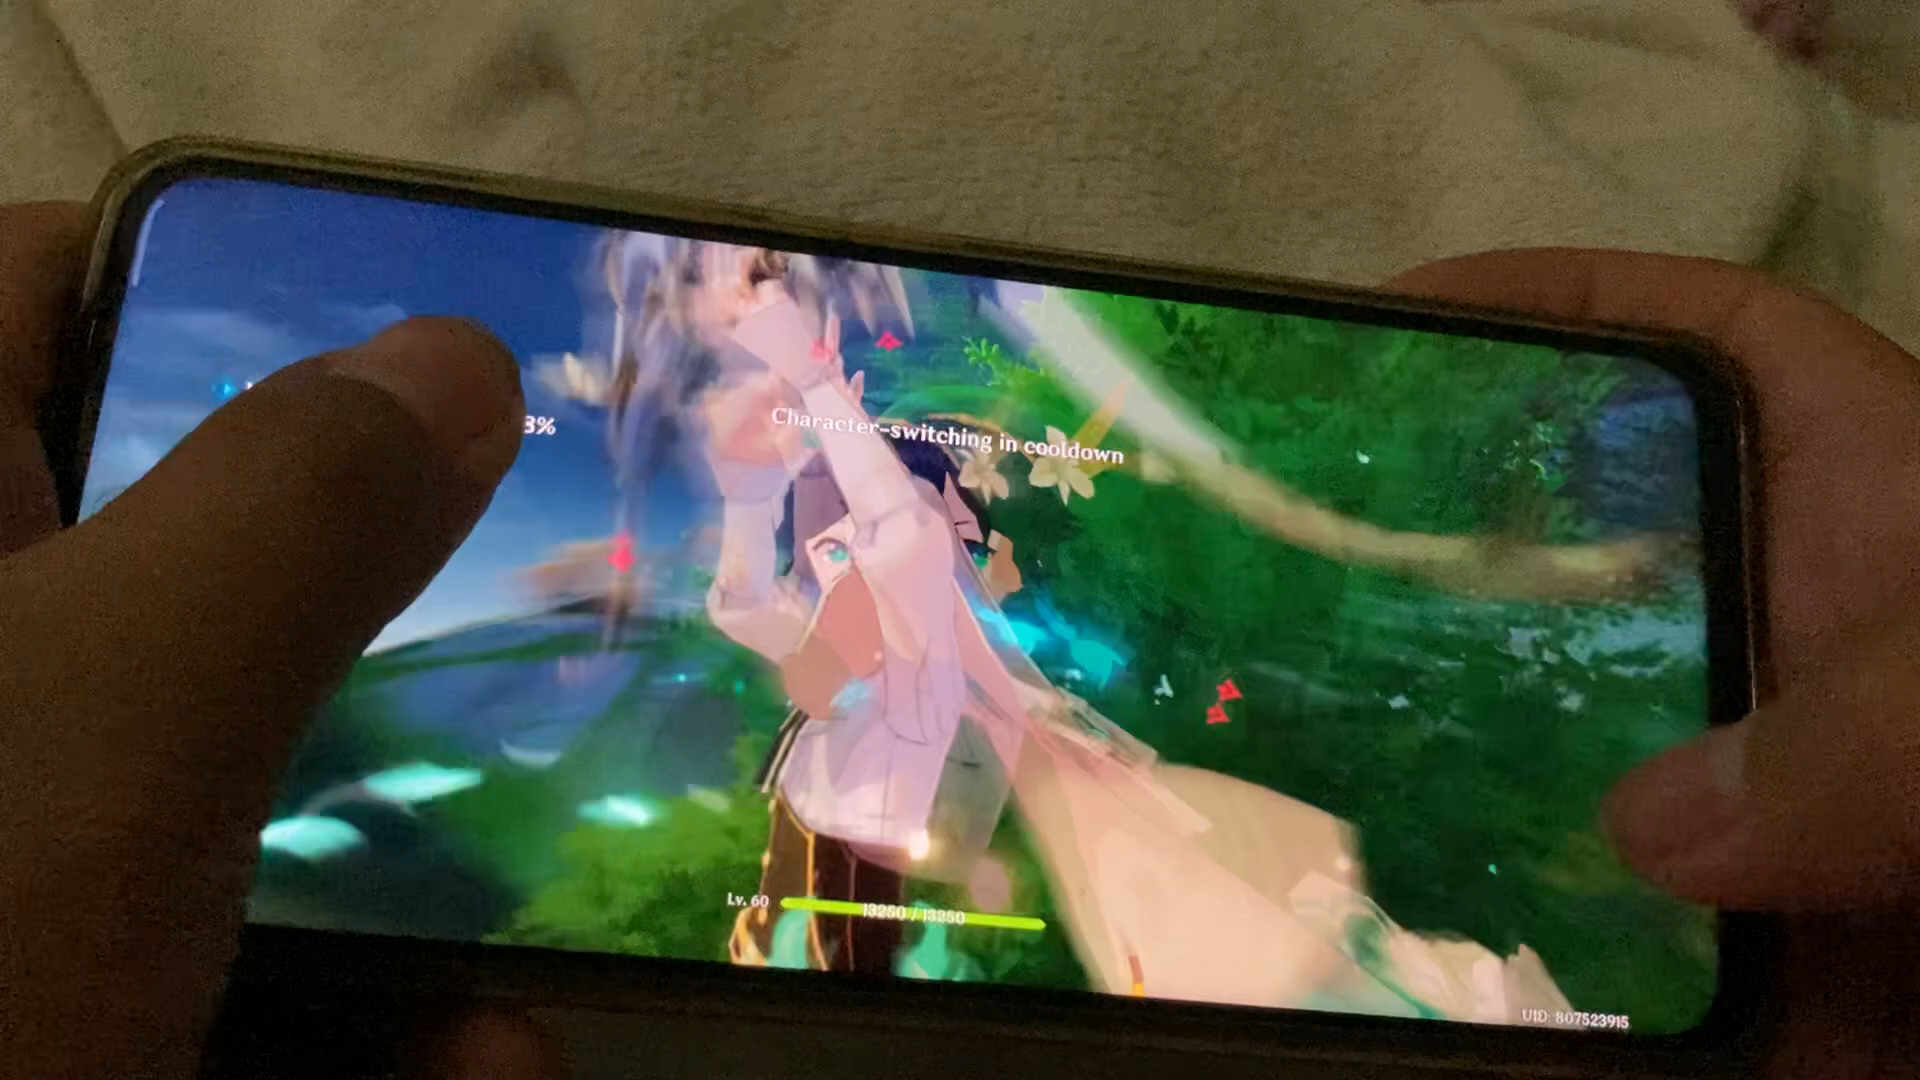 3%
Character-switching in cooldown
Lv. 60
13250 / 13250
UID: 807523915